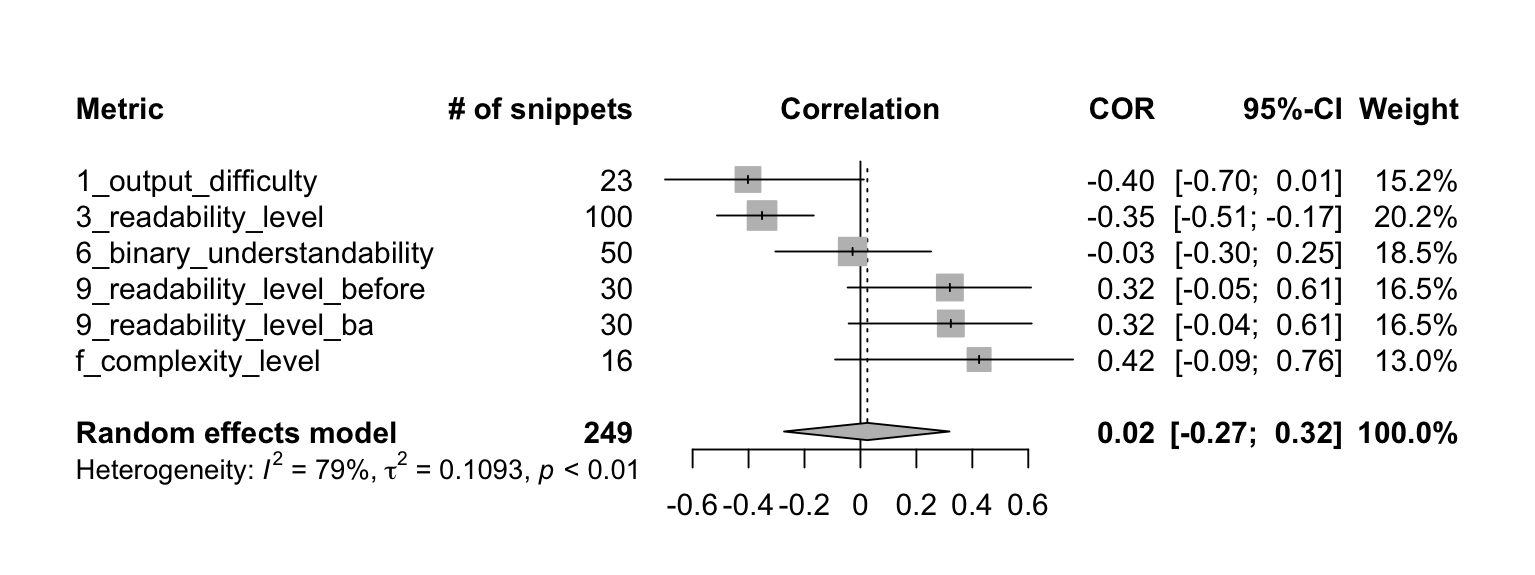 Metric # of snippets Correlation COR 95%-CI Weight
1_output_difficulty 23 -0.40 [-0.70; 0.01] 15.2%
3_readability_level 100 -0.35 [-0.51; -0.17] 20.2%
6_binary_understandability 50 -0.03 [-0.30; 0.25] 18.5%
9_readability_level_before 30 0.32 [-0.05; 0.61] 16.5%
9_readability_level_ba 30 0.32 [-0.04; 0.61] 16.5%
f_complexity_level 16 0.42 [-0.09; 0.76] 13.0%
Random effects model 249 0.02 [-0.27; 0.32] 100.0%
Heterogeneity: I² = 79%, τ² = 0.1093, p < 0.01
-0.6 -0.4 -0.2 0 0.2 0.4 0.6